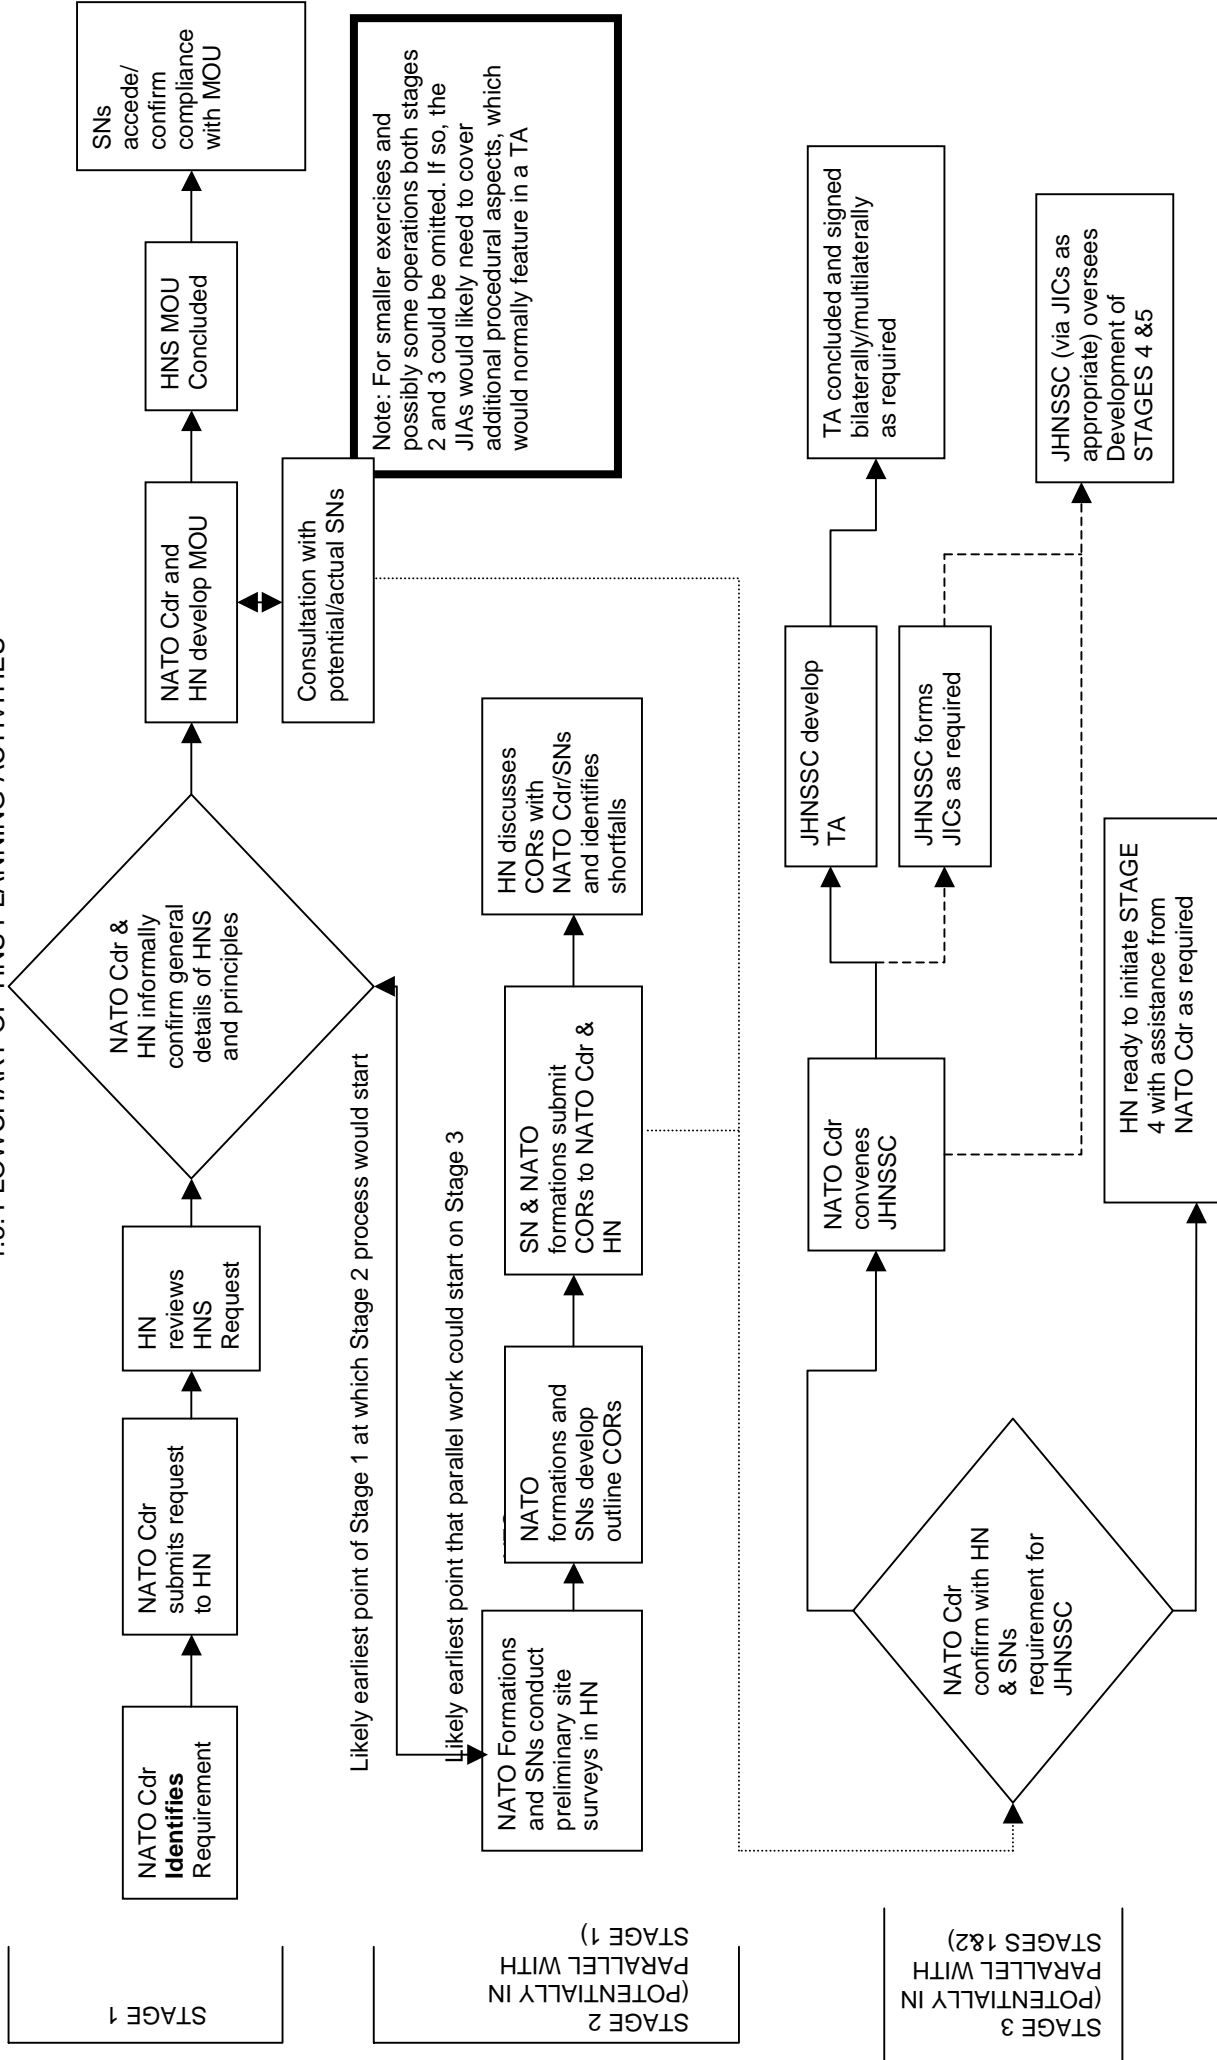 STAGE 1
NATO Cdr
Identifies
Requirement
NATO Cdr
submits request
to HN
HN
reviews
HNS
Request
NATO Cdr &
HN informally
confirm general
details of HNS
and principles
NATO Cdr and
HN develop MOU
HNS MOU
Concluded
SNs
accede/
confirm
compliance
with MOU
Consultation with
potential/actual SNs
Note: For smaller exercises and
possibly some operations both stages
2 and 3 could be omitted. If so, the
JIAs would likely need to cover
additional procedural aspects, which
would normally feature in a TA
Likely earliest point of Stage 1 at which Stage 2 process would start
Likely earliest point that parallel work could start on Stage 3
STAGE 2
(POTENTIALLY IN
PARALLEL WITH
STAGE 1)
NATO Formations
and SNs conduct
preliminary site
surveys in HN
NATO
formations and
SNs develop
outline CORs
SN & NATO
formations submit
CORs to NATO Cdr &
HN
HN discusses
CORs with
NATO Cdr/SNs
and identifies
shortfalls
STAGE 3
(POTENTIALLY IN
PARALLEL WITH
STAGES 1&2)
NATO Cdr
confirm with HN
& SNs
requirement for
JHNSSC
NATO Cdr
convenes
JHNSSC
JHNSSC develop
TA
JHNSSC forms
JICs as required
TA concluded and signed
bilaterally/multilaterally
as required
JHNSSC (via JICs as
appropriate) oversees
Development of
STAGES 4 &5
HN ready to initiate STAGE
4 with assistance from
NATO Cdr as required